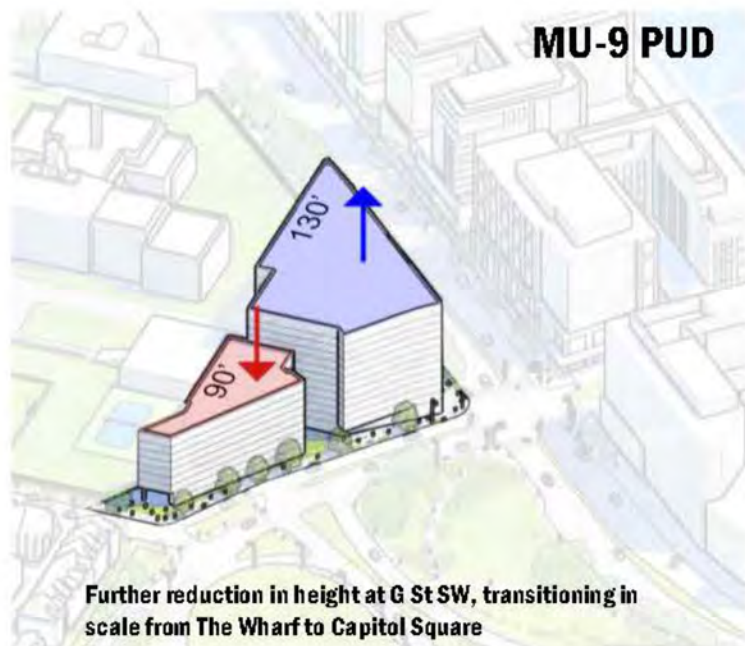 MU-9 PUD
130'
90'
Further reduction in height at G St SW, transitioning in
scale from The Wharf to Capitol Square